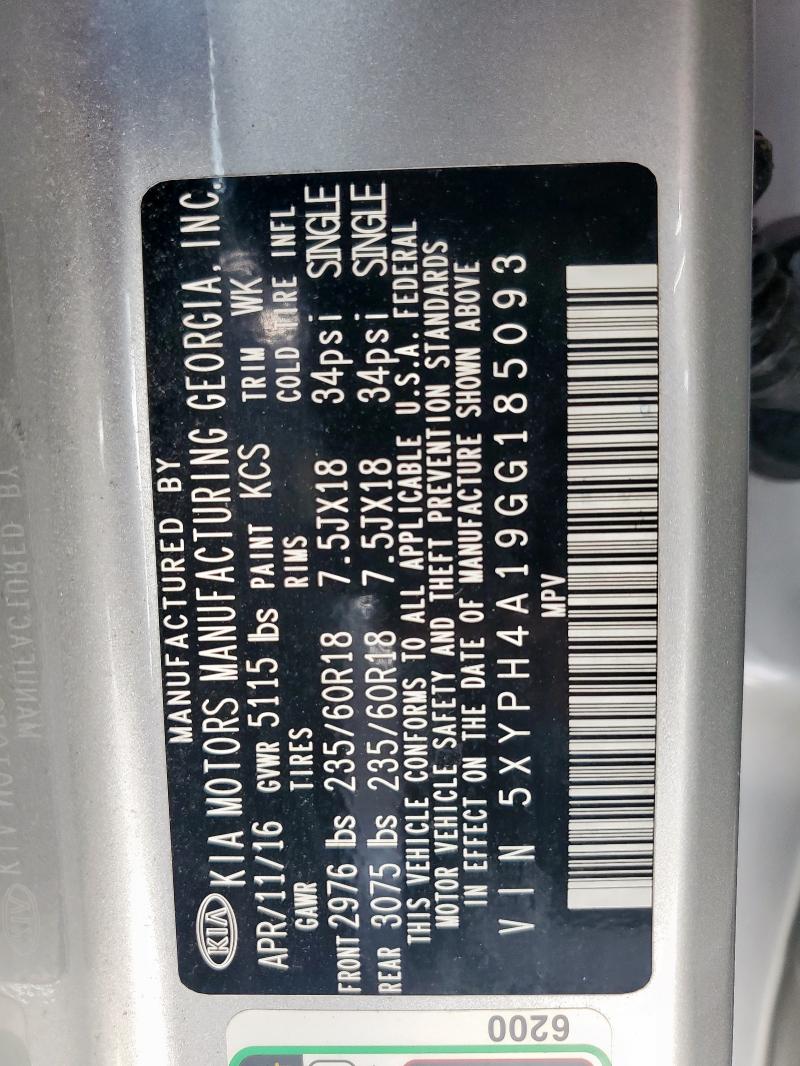 MANUFACTURED BY
KIA KIA MOTORS MANUFACTURING GEORGIA, INC.
APR/11/16 GVWR 5115 lbs PAINT KCS TRIM WK
GAWR TIRES RIMS COLD TIRE INFL
FRONT 2976 lbs 235/60R18 7.5JX18 34psi SINGLE
REAR 3075 lbs 235/60R18 7.5JX18 34psi SINGLE
THIS VEHICLE CONFORMS TO ALL APPLICABLE U.S.A. FEDERAL
MOTOR VEHICLE SAFETY AND THEFT PREVENTION STANDARDS
IN EFFECT ON THE DATE OF MANUFACTURE SHOWN ABOVE
VIN 5XYPH4A19GG185093
MPV
6200